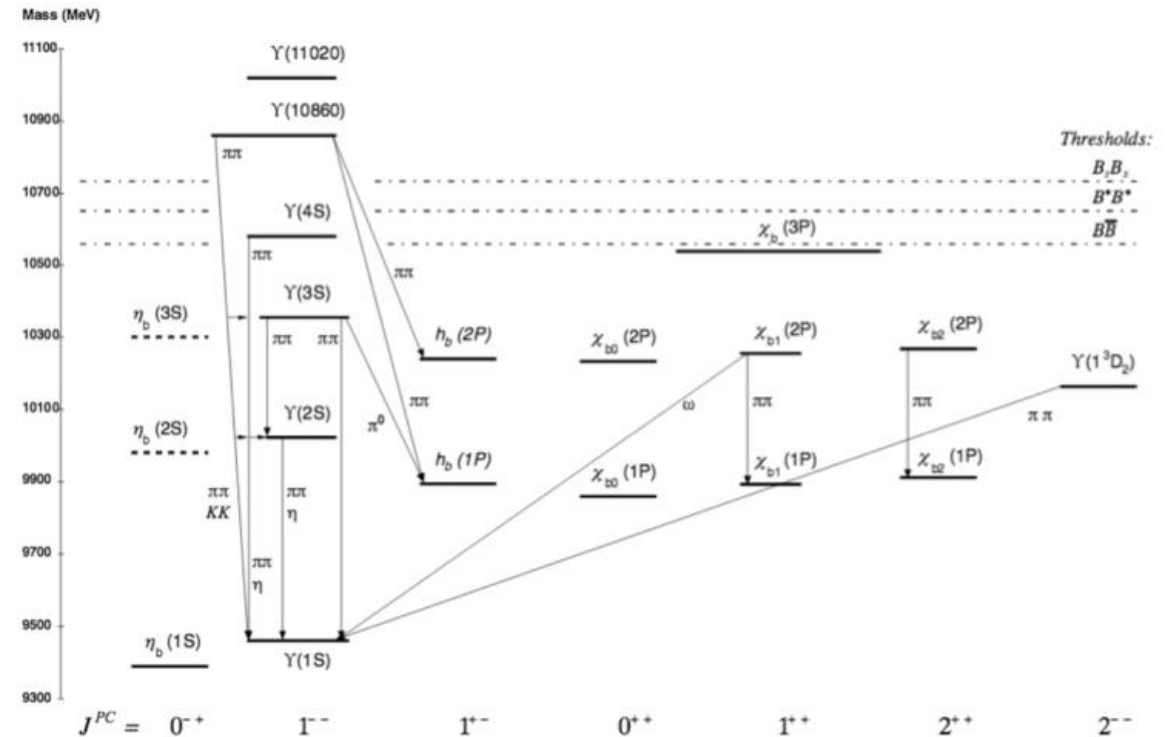 Mass (MeV)
11100
10900
10700
10500
10300
10100
9900
9700
9500
9300
ϒ(11020)
ϒ(10860)
ππ
Thresholds:
BₛBₛ
B*B*
BB̅
ϒ(4S)
ππ
χb (3P)
ππ
ηb (3S)
ϒ(3S)
ππ ππ
hb (2P)
χb0 (2P)
χb1 (2P)
χb2 (2P)
ϒ(1³D₂)
ηb (2S)
ϒ(2S)
π⁰
ππ
ω
ππ
ππ
π π
hb (1P)
χb0 (1P)
χb1 (1P)
χb2 (1P)
ππ
KK
ππ
η
ππ
η
ηb (1S)
ϒ(1S)
J^PC = 0⁻⁺ 1⁻⁻ 1⁺⁻ 0⁺⁺ 1⁺⁺ 2⁺⁺ 2⁻⁻